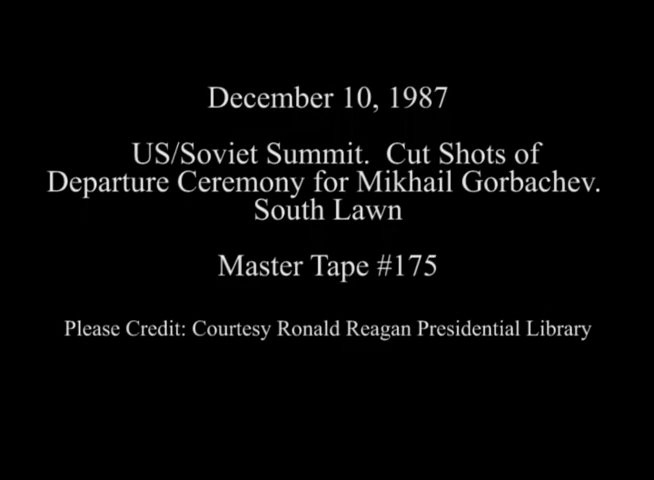 December 10, 1987
US/Soviet Summit.  Cut Shots of
Departure Ceremony for Mikhail Gorbachev.
South Lawn
Master Tape #175
Please Credit: Courtesy Ronald Reagan Presidential Library